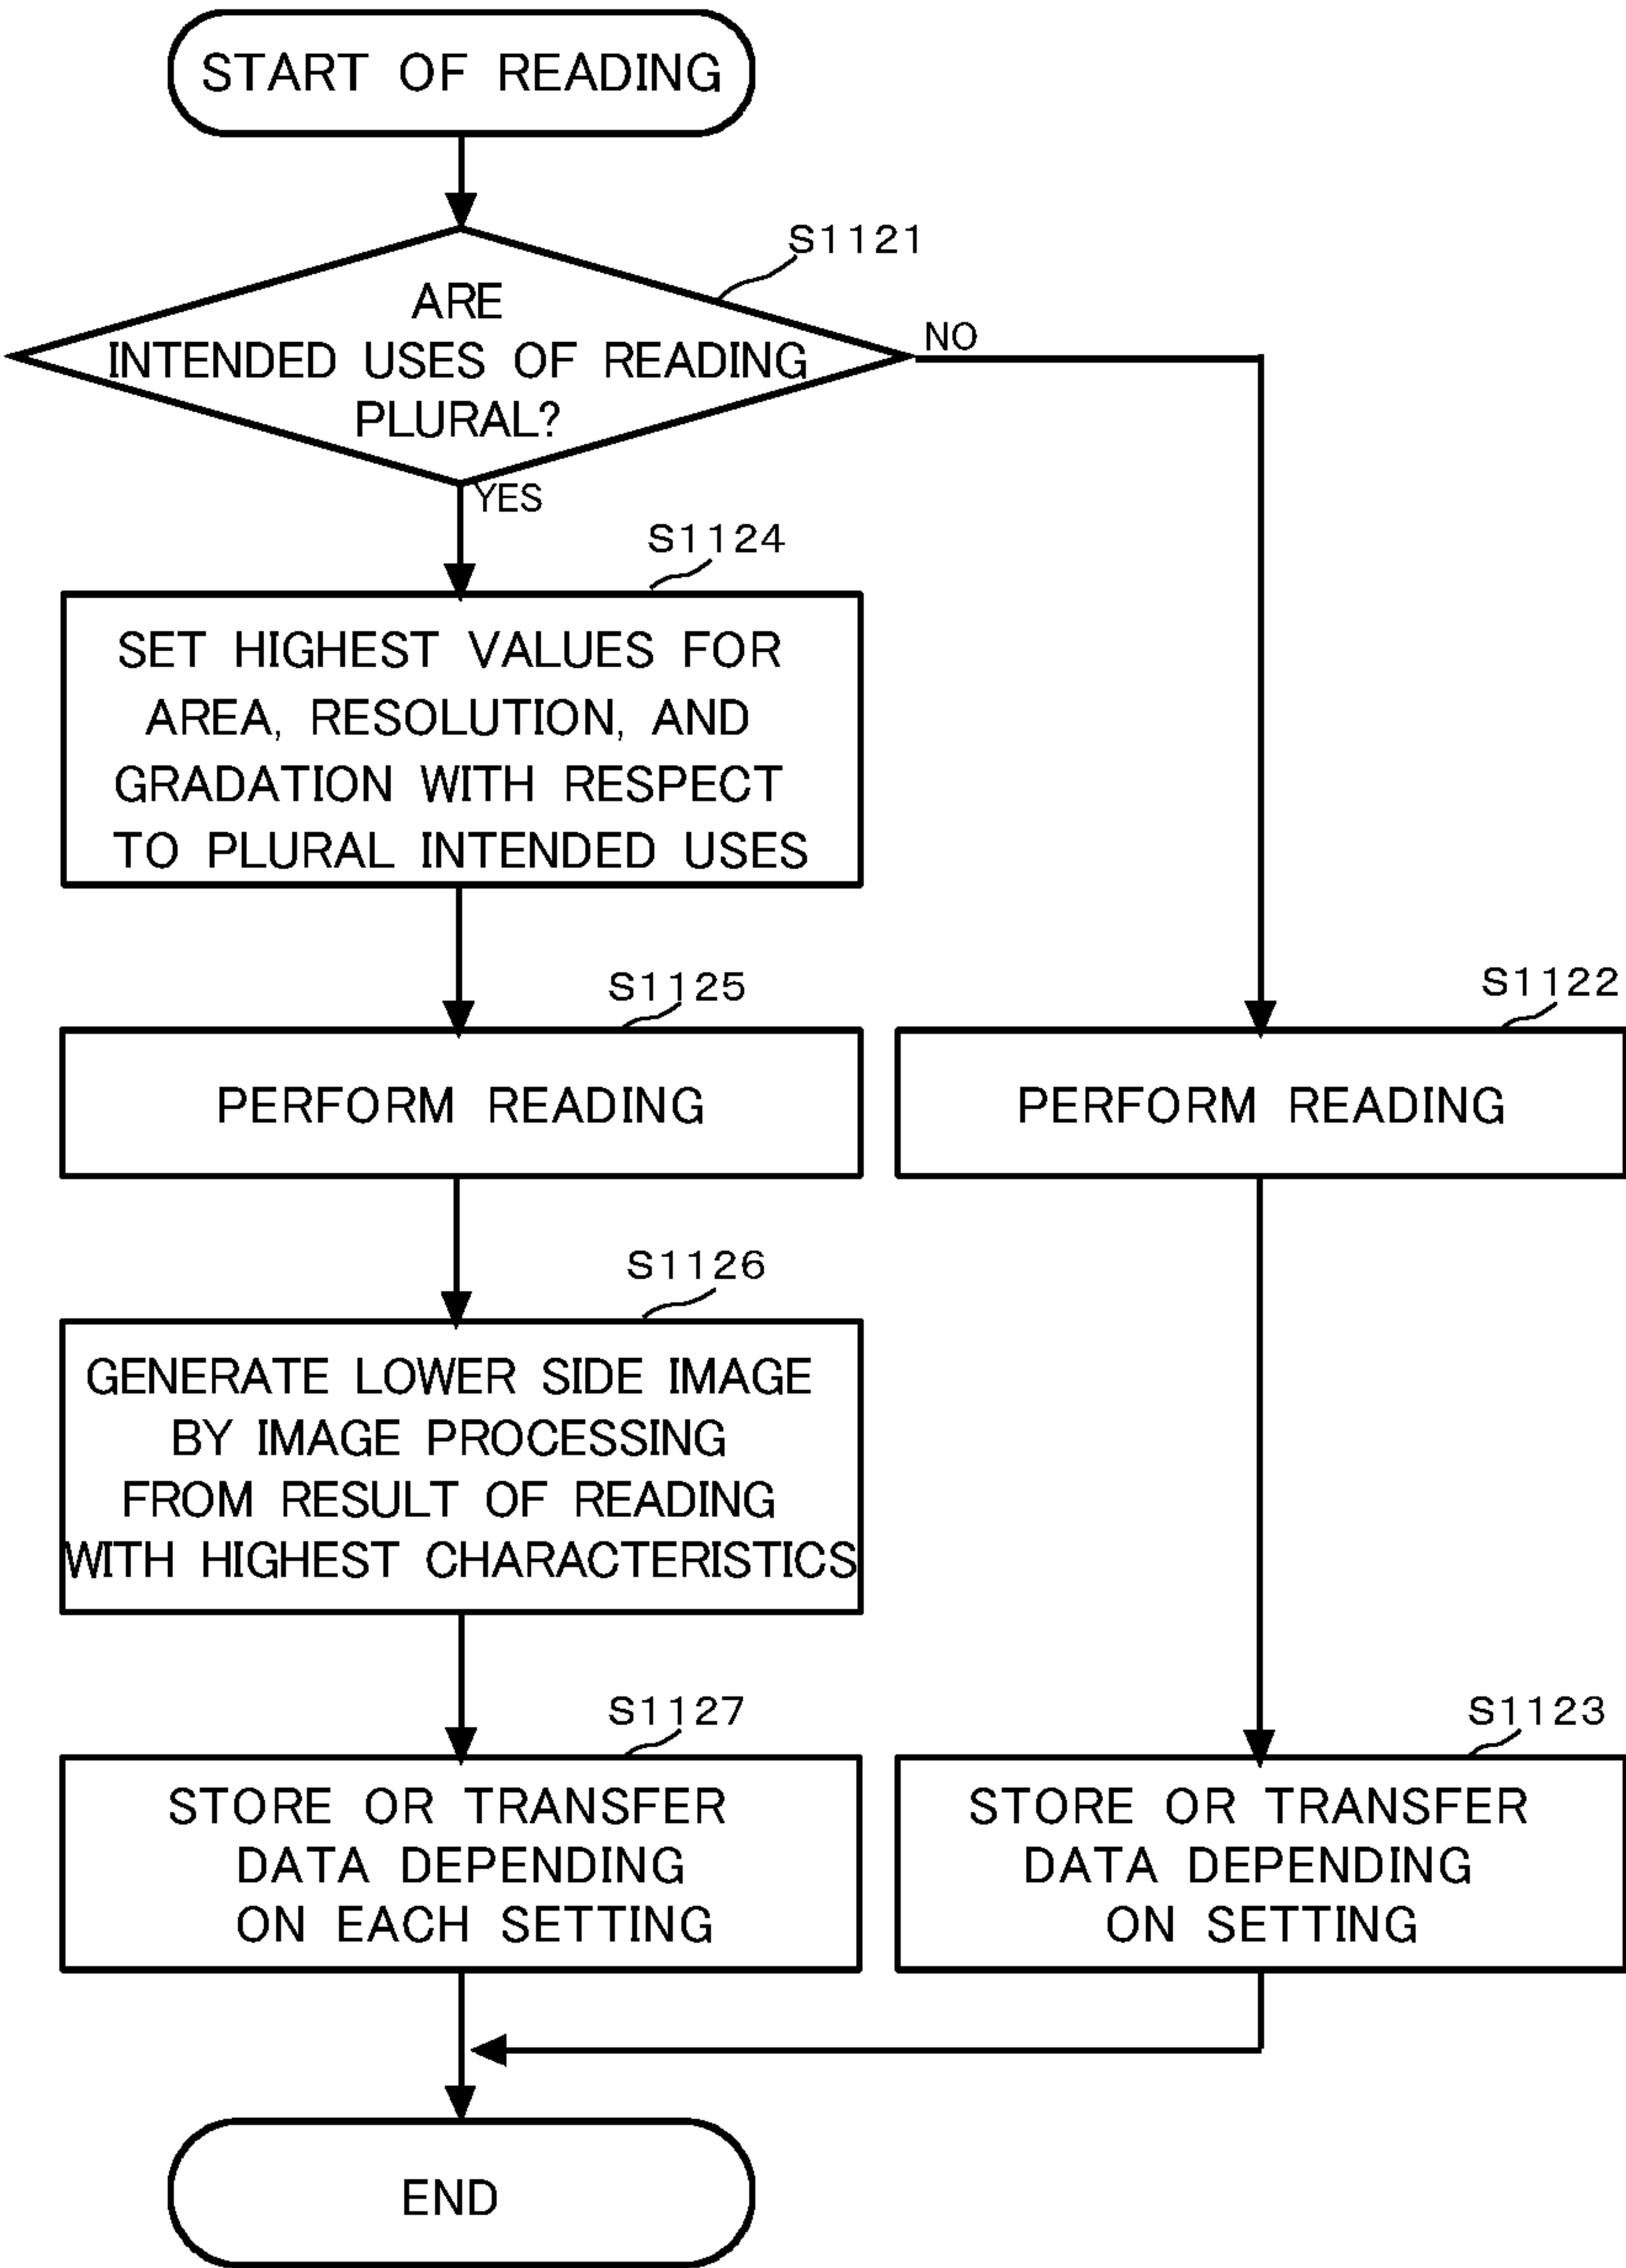 START OF READING
S1121
ARE
INTENDED USES OF READING
PLURAL?
NO
YES
S1124
SET HIGHEST VALUES FOR
AREA, RESOLUTION, AND
GRADATION WITH RESPECT
TO PLURAL INTENDED USES
S1125
PERFORM READING
S1122
PERFORM READING
S1126
GENERATE LOWER SIDE IMAGE
BY IMAGE PROCESSING
FROM RESULT OF READING
WITH HIGHEST CHARACTERISTICS
S1127
STORE OR TRANSFER
DATA DEPENDING
ON EACH SETTING
S1123
STORE OR TRANSFER
DATA DEPENDING
ON SETTING
END